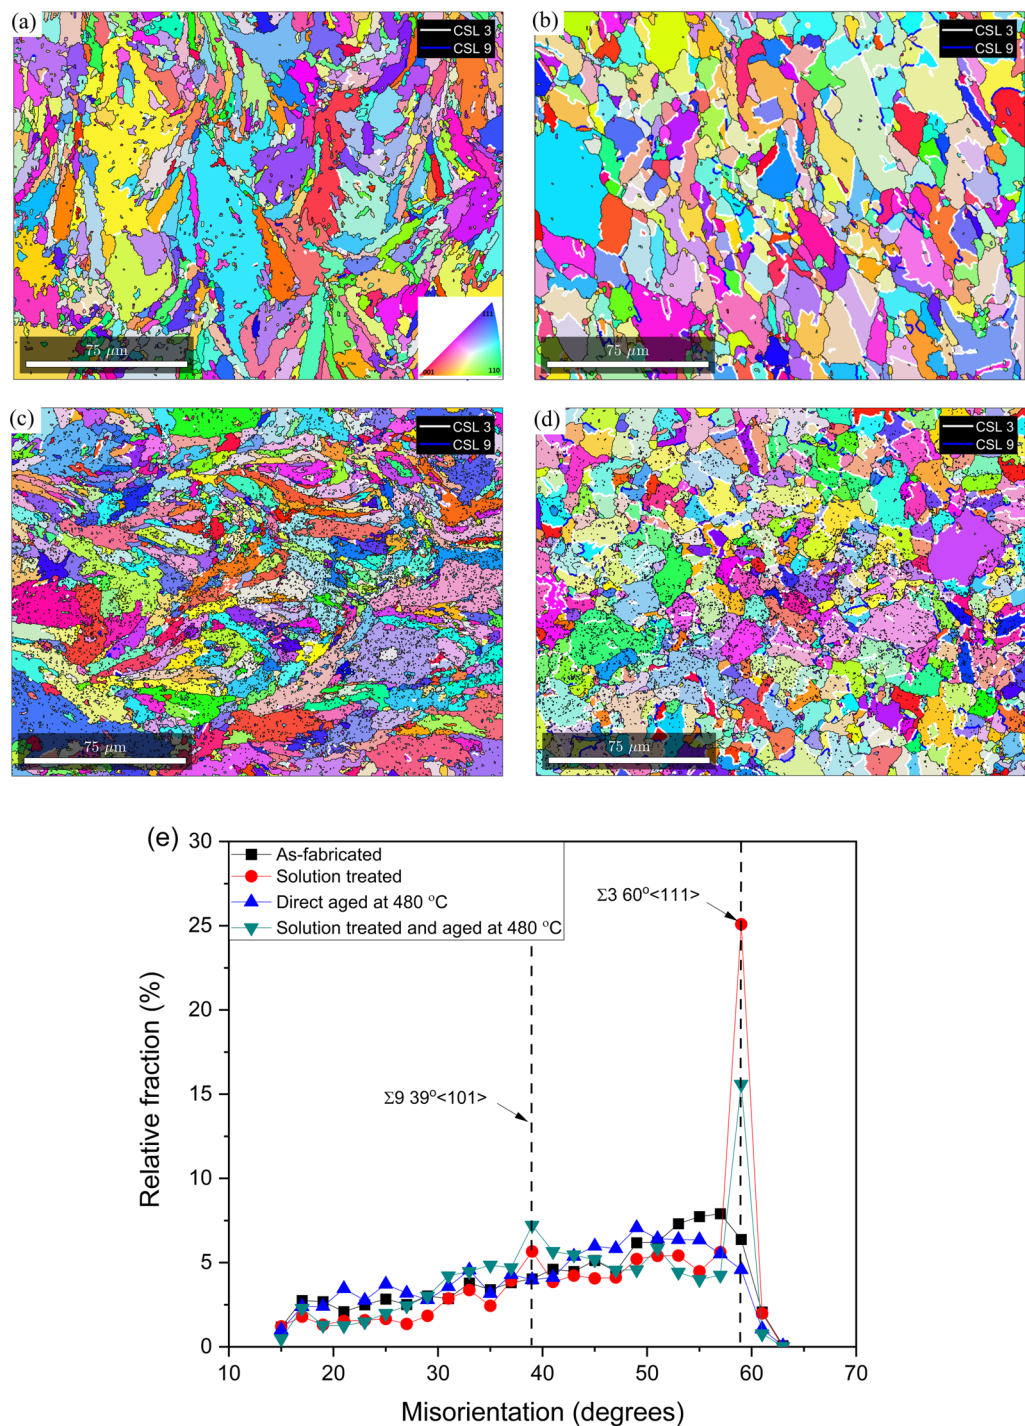 (a)
CSL 3
CSL 9
75 μm
111
001
110
(b)
CSL 3
CSL 9
75 μm
(c)
CSL 3
CSL 9
75 μm
(d)
CSL 3
CSL 9
75 μm
(e)
30
25
20
15
10
5
0
Relative fraction (%)
As-fabricated
Solution treated
Direct aged at 480 °C
Solution treated and aged at 480 °C
Σ3 60°<111>
Σ9 39°<101>
10 20 30 40 50 60 70
Misorientation (degrees)